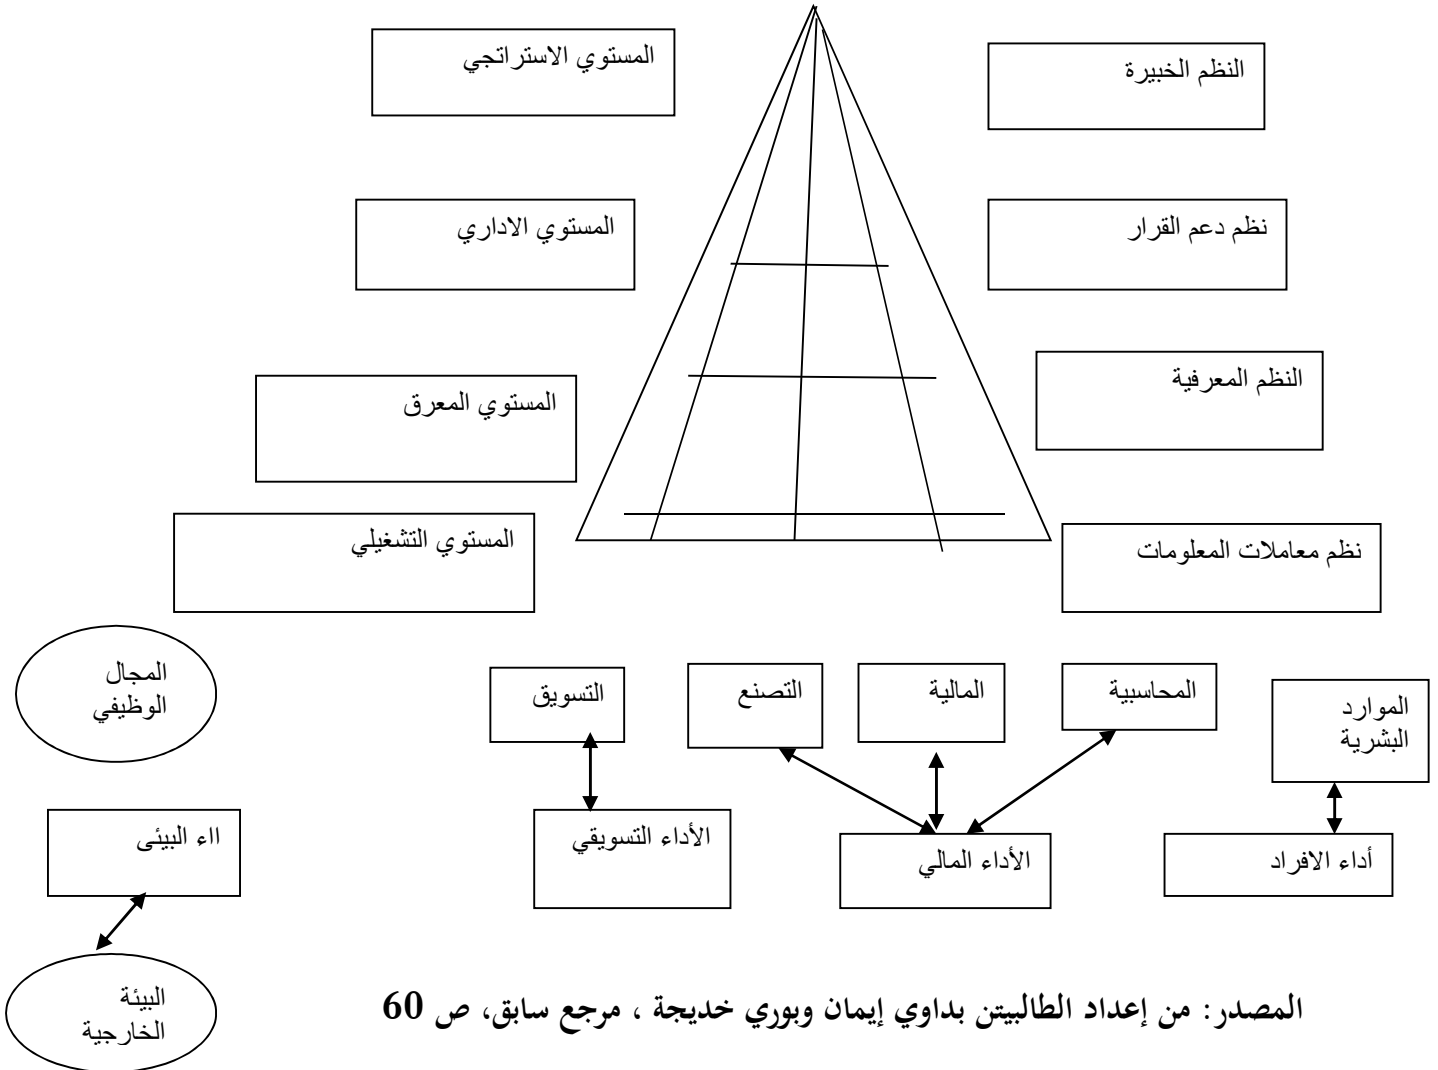 النظم الخبيرة
المستوي الاستراتجي
نظم دعم القرار
المستوي الاداري
النظم المعرفية
المستوي المعرق
نظم معاملات المعلومات
المستوي التشغيلي
الموارد
البشرية
المحاسبية
المالية
التصنع
التسويق
المجال
الوظيفي
أداء الافراد
الأداء المالي
الأداء التسويقي
ااء البيئى
البيئة
الخارجية
المصدر: من إعداد الطالبيتن بداوي إيمان وبوري خديجة ، مرجع سابق، ص 60